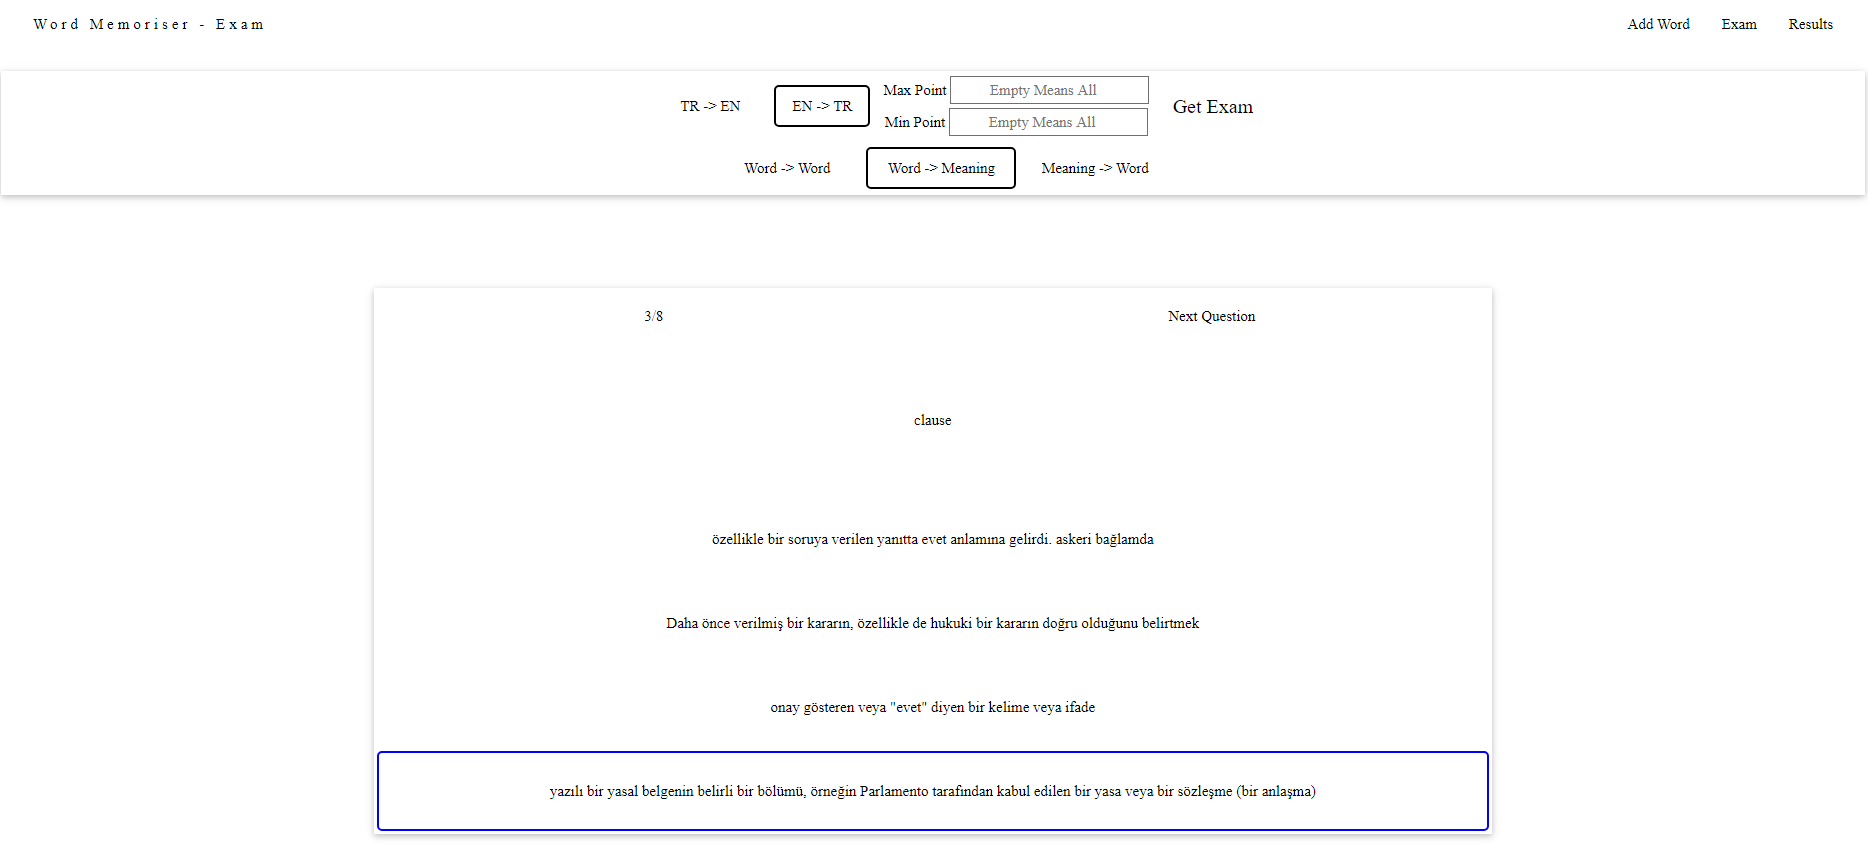 Word Memoriser - Exam
Add Word Exam Results
TR -> EN
EN -> TR
Max Point Empty Means All
Min Point Empty Means All
Get Exam
Word -> Word
Word -> Meaning
Meaning -> Word
3/8
Next Question
clause
özellikle bir soruya verilen yanıtta evet anlamına gelirdi. askeri bağlamda
Daha önce verilmiş bir kararın, özellikle de hukuki bir kararın doğru olduğunu belirtmek
onay gösteren veya "evet" diyen bir kelime veya ifade
yazılı bir yasal belgenin belirli bir bölümü, örneğin Parlamento tarafından kabul edilen bir yasa veya bir sözleşme (bir anlaşma)